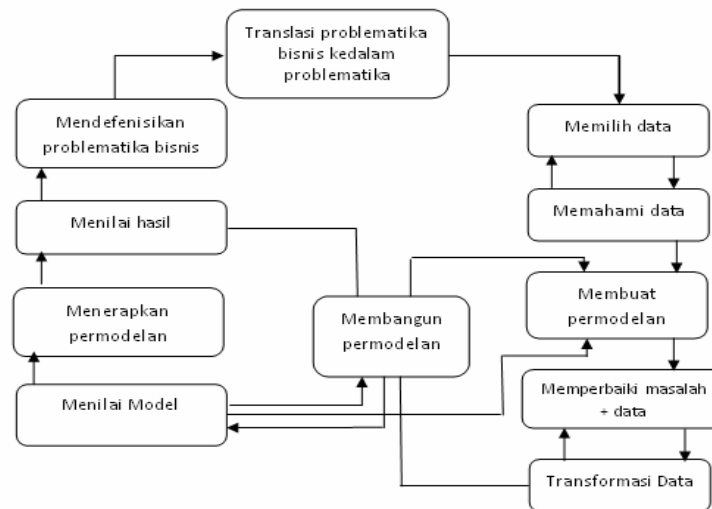 Translasi problematika
bisnis kedalam
problematika
Mendefenisikan
problematika bisnis
Memilih data
Memahami data
Menilai hasil
Menerapkan
permodelan
Membangun
permodelan
Membuat
permodelan
Menilai Model
Memperbaiki masalah
+ data
Transformasi Data